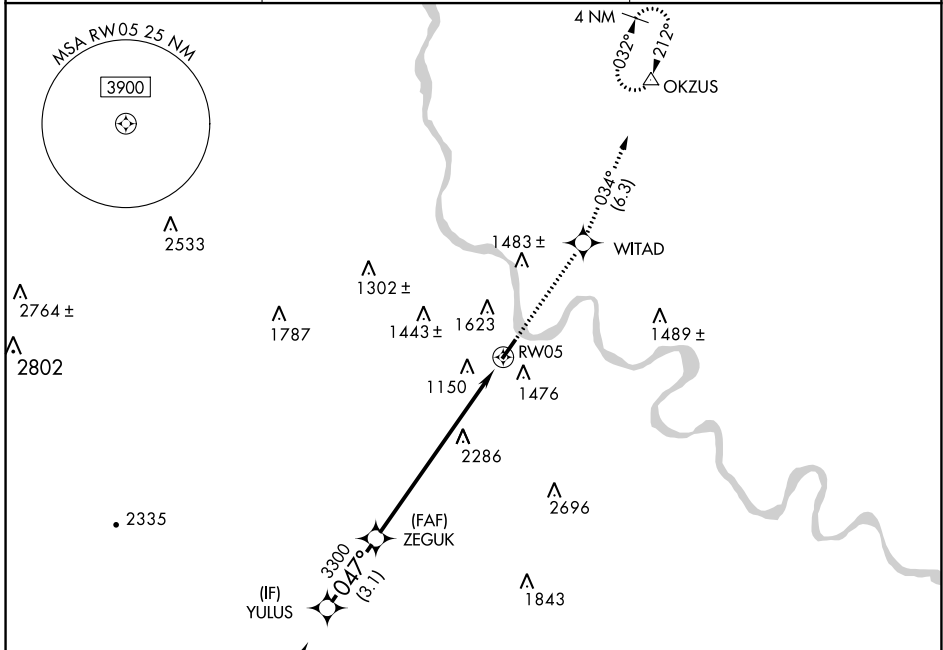 MSA RW05 25 NM
3900
4 NM
032°
212°
OKZUS
034°
(6.3)
2533
1483 ±
WITAD
1302 ±
2764 ±
1787
1443 ±
1623
1489 ±
2802
RW05
1150
1476
2286
2696
2335
(FAF)
ZEGUK
3300
047°
(3.1)
(IF)
YULUS
1843